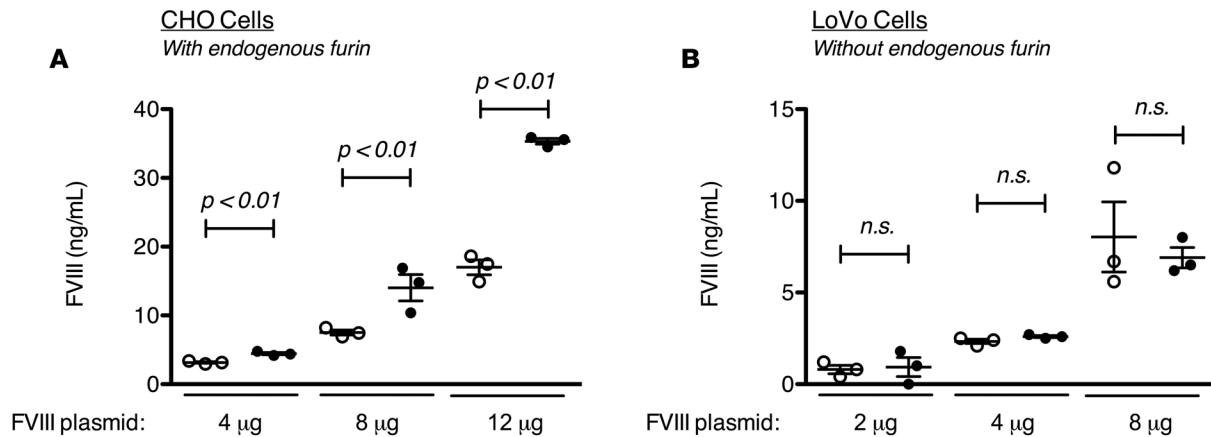 CHO Cells
With endogenous furin
A
p < 0.01
p < 0.01
p < 0.01
40
30
20
10
0
FVIII (ng/mL)
FVIII plasmid: 4 μg 8 μg 12 μg
LoVo Cells
Without endogenous furin
B
n.s.
n.s.
n.s.
15
10
5
0
FVIII (ng/mL)
FVIII plasmid: 2 μg 4 μg 8 μg